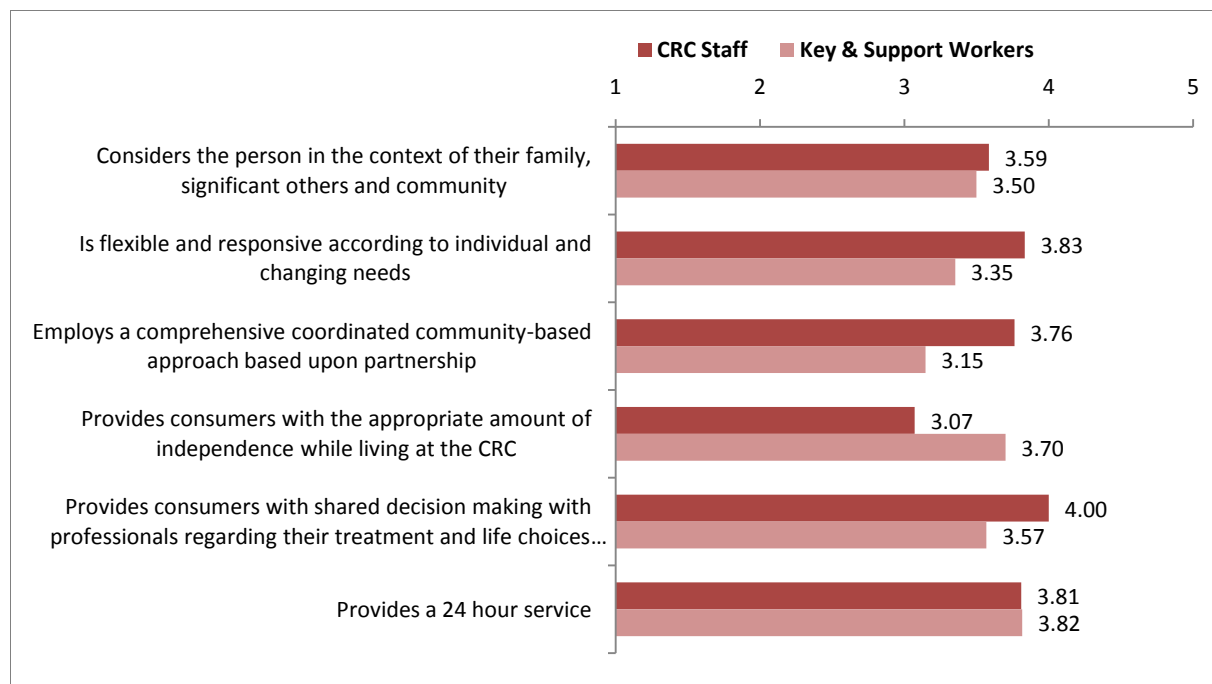 CRC Staff Key & Support Workers
1 2 3 4 5
Considers the person in the context of their family,
significant others and community
3.59
3.50
Is flexible and responsive according to individual and
changing needs
3.83
3.35
Employs a comprehensive coordinated community-based
approach based upon partnership
3.76
3.15
Provides consumers with the appropriate amount of
independence while living at the CRC
3.07
3.70
Provides consumers with shared decision making with
professionals regarding their treatment and life choices…
4.00
3.57
Provides a 24 hour service
3.81
3.82